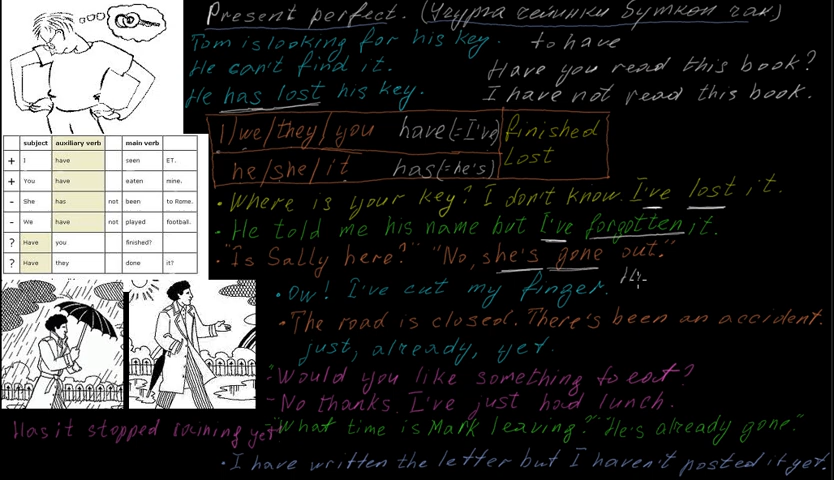 Present perfect. (Үйлдэл
Tom is looking for his key. to have
He can't find it. Have you read this book?
He has lost his key. I have not read this book.
I/we/they/you have (=I've) finished
he/she/it has (=he's) lost
subject auxiliary verb main verb
+ I have seen ET.
+ You have eaten mine.
- She has not been to Rome.
- We have not played football.
? Have you finished?
? Have they done it?
• Where is your key? I don't know. I've lost it.
• He told me his name but I've forgotten it.
• "Is Sally here?" "No, she's gone out."
• Ow! I've cut my finger.
• The road is closed. There's been an accident.
just, already, yet.
- Would you like something to eat?
- No thanks. I've just had lunch.
Has it stopped raining yet
"What time is Mark leaving?" "He's already gone."
• I have written the letter but I haven't posted it yet.